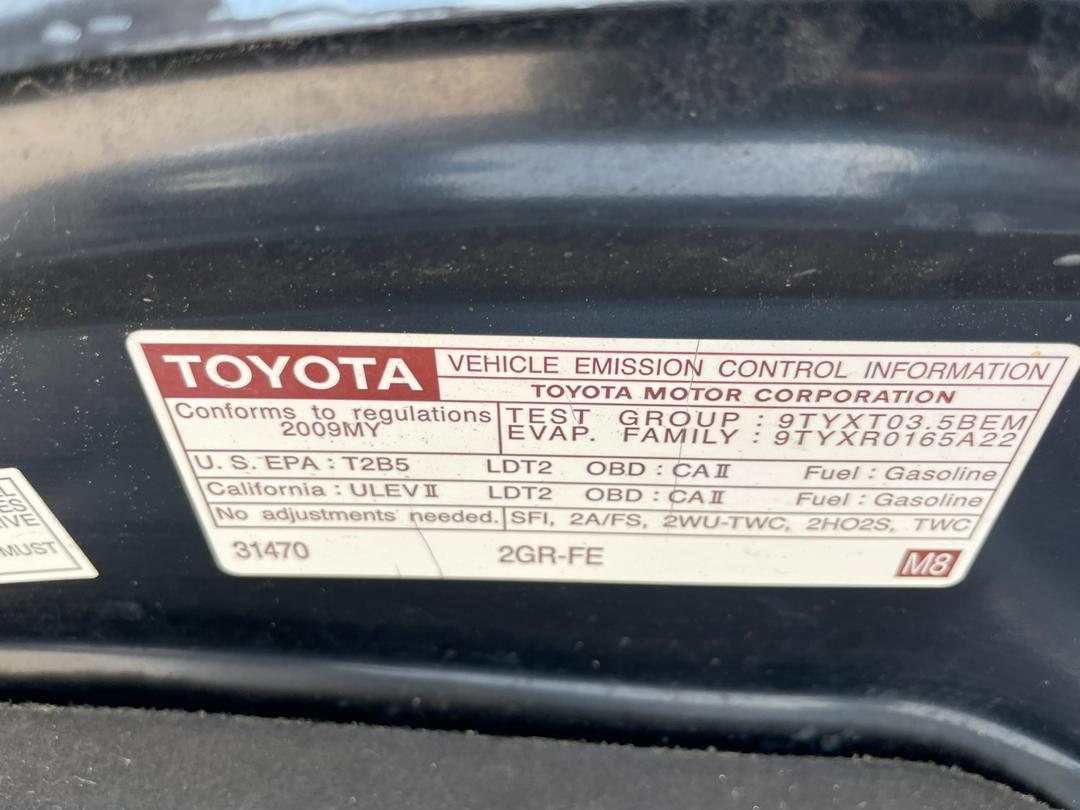 TOYOTA VEHICLE EMISSION CONTROL INFORMATION
TOYOTA MOTOR CORPORATION
Conforms to regulations
2009MY
TEST GROUP : 9TYXT03.5BEM
EVAP. FAMILY : 9TYXR0165A22
U.S.EPA : T2B5 LDT2 OBD : CAⅡ Fuel : Gasoline
California : ULEVⅡ LDT2 OBD : CAⅡ Fuel : Gasoline
No adjustments needed. SFI, 2A/FS, 2WU-TWC, 2HO2S, TWC
31470 2GR-FE M8
MUST